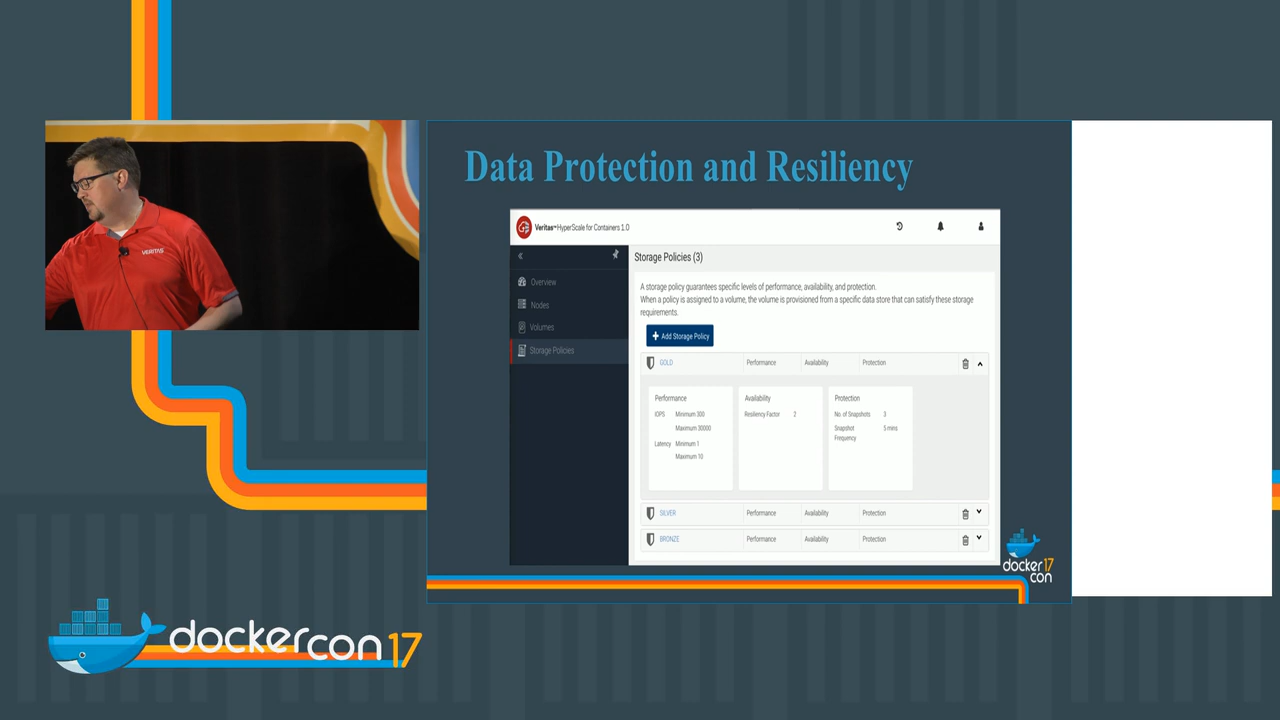 VERITAS
Data Protection and Resiliency
Veritas™ HyperScale for Containers 1.0
Overview
Nodes
Volumes
Storage Policies
Storage Policies (3)
A storage policy guarantees specific levels of performance, availability, and protection.
When a policy is assigned to a volume, the volume is provisioned from a specific data store that can satisfy these storage
requirements.
+ Add Storage Policy
GOLD Performance Availability Protection
Performance
IOPS Minimum 300
Maximum 30000
Latency Minimum 1
Maximum 10
Availability
Resiliency Factor 2
Protection
No. of Snapshots 3
Snapshot 5 mins
Frequency
SILVER Performance Availability Protection
BRONZE Performance Availability Protection
docker 17
con
dockercon 17